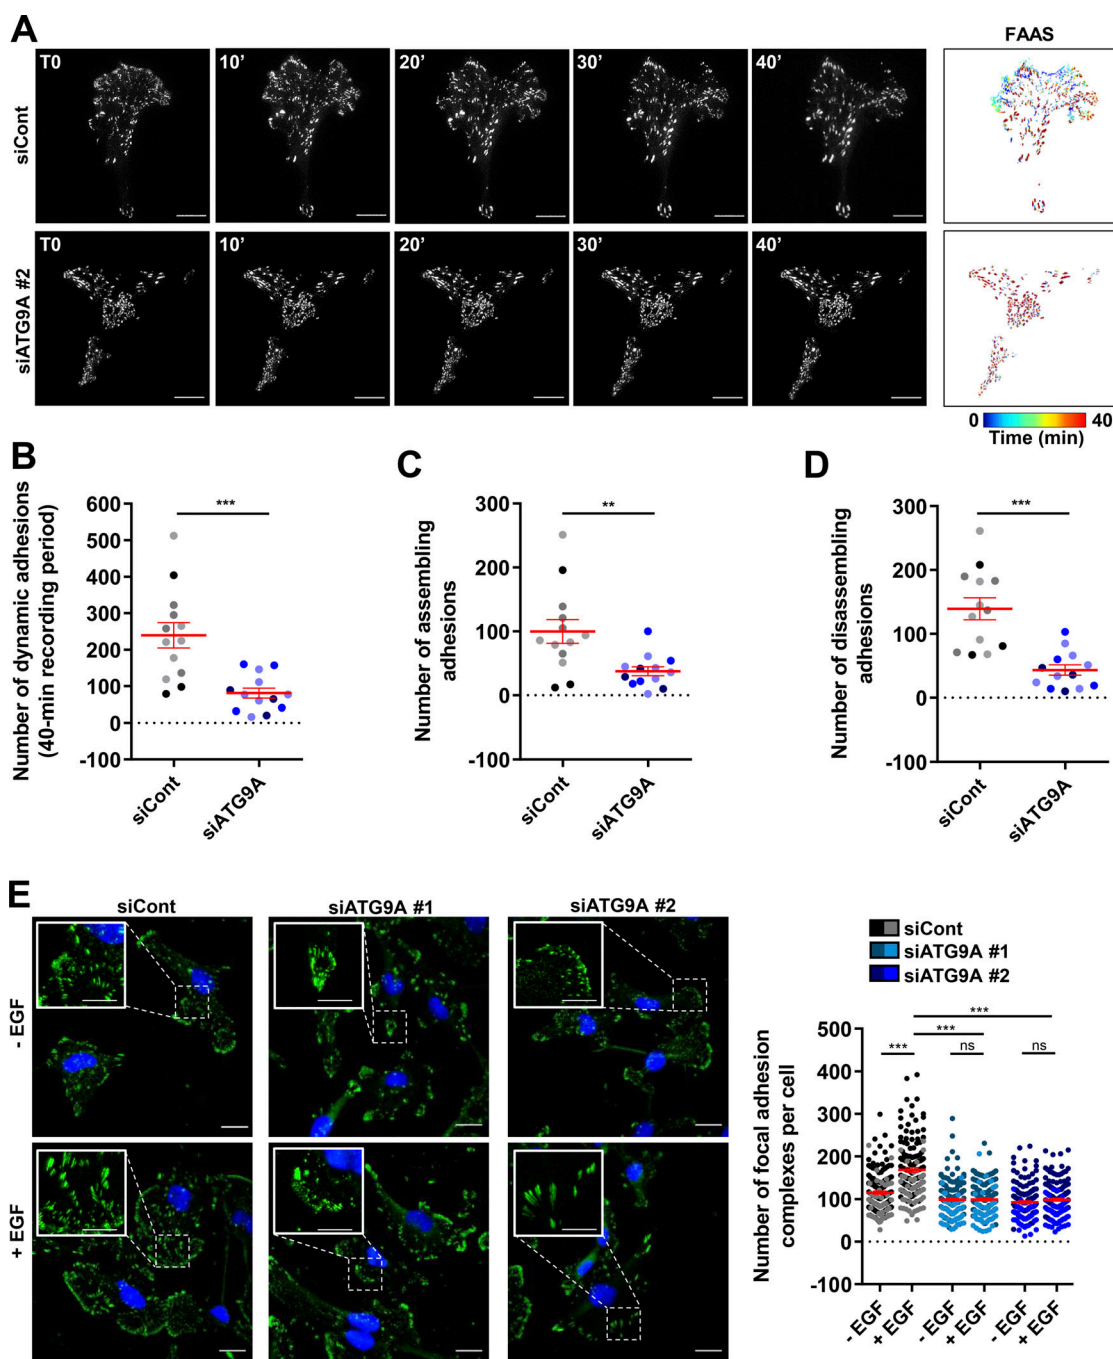 A
FAAS
siCont
T0
10’
20’
30’
40’
siATG9A #2
T0
10’
20’
30’
40’
0
40
Time (min)
B
Number of dynamic adhesions
(40-min recording period)
***
600
500
400
300
200
100
0
-100
siCont
siATG9A
C
Number of assembling
adhesions
**
300
200
100
0
-100
siCont
siATG9A
D
Number of disassembling
adhesions
***
300
200
100
0
-100
siCont
siATG9A
E
siCont
siATG9A #1
siATG9A #2
- EGF
+ EGF
siCont
siATG9A #1
siATG9A #2
Number of focal adhesion
complexes per cell
***
***
***
ns
ns
500
400
300
200
100
0
-100
- EGF
+ EGF
- EGF
+ EGF
- EGF
+ EGF